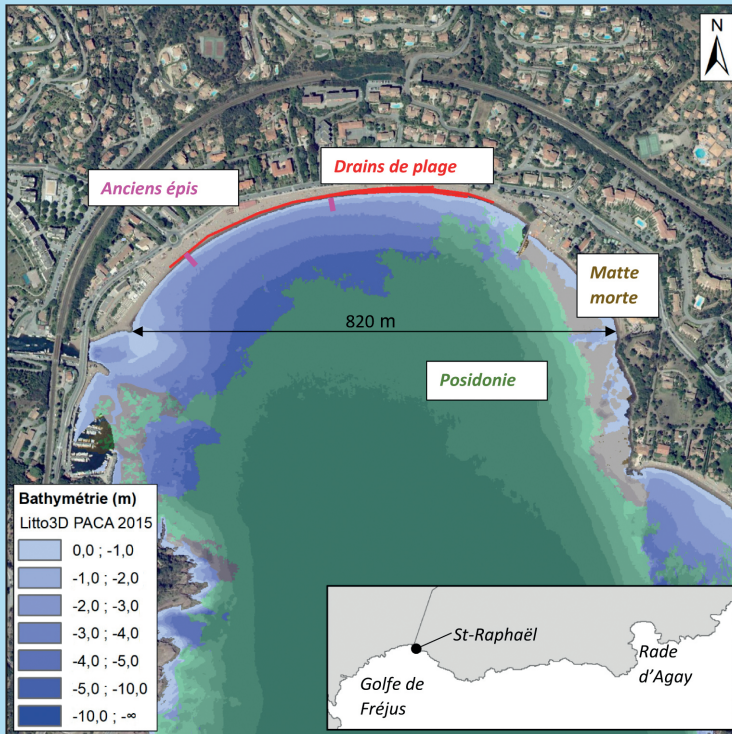 N
Drains de plage
Anciens épis
Matte
morte
820 m
Posidonie
Bathymétrie (m)
Litto3D PACA 2015
0,0 ; -1,0
-1,0 ; -2,0
-2,0 ; -3,0
-3,0 ; -4,0
-4,0 ; -5,0
-5,0 ; -10,0
-10,0 ; -∞
St-Raphaël
Golfe de
Fréjus
Rade
d'Agay